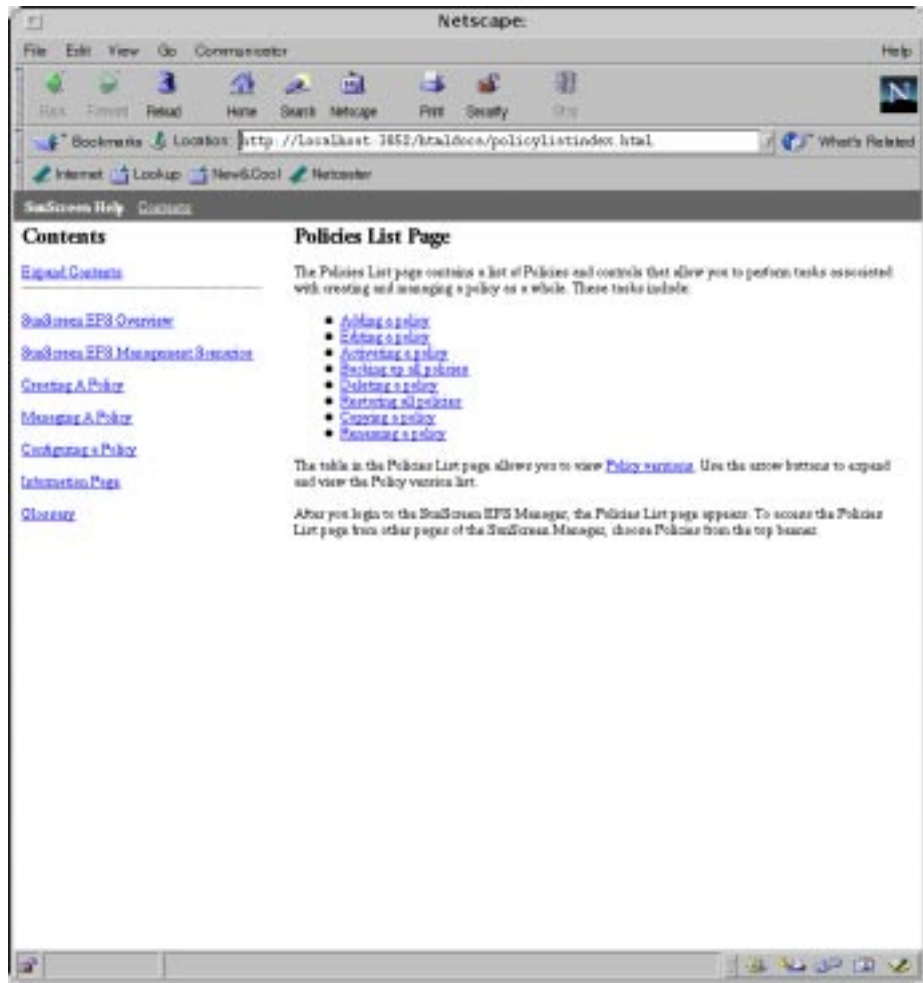 Netscape:
File Edit View Go Communicator Help
Back Forward Reload Home Search Netscape Print Security Stop
N
Bookmarks Location: http://localhost:3852/htmldocs/policylistindex.html What's Related
Internet Lookup New&Cool Netcaster
SunScreen Help Contents
Contents
Expand Contents
SunScreen EFS Overview
SunScreen EFS Management Scenarios
Creating A Policy
Managing A Policy
Configuring a Policy
Information Page
Glossary
Policies List Page
The Policies List page contains a list of Policies and controls that allow you to perform tasks associated
with creating and managing a policy as a whole. These tasks include:
Adding a policy
Editing a policy
Activating a policy
Backing up all policies
Deleting a policy
Restoring all policies
Copying a policy
Renaming a policy
The table in the Policies List page allows you to view Policy versions. Use the arrow buttons to expand
and view the Policy version list.
After you login to the SunScreen EFS Manager, the Policies List page appears. To access the Policies
List page from other pages of the SunScreen Manager, choose Policies from the top banner.